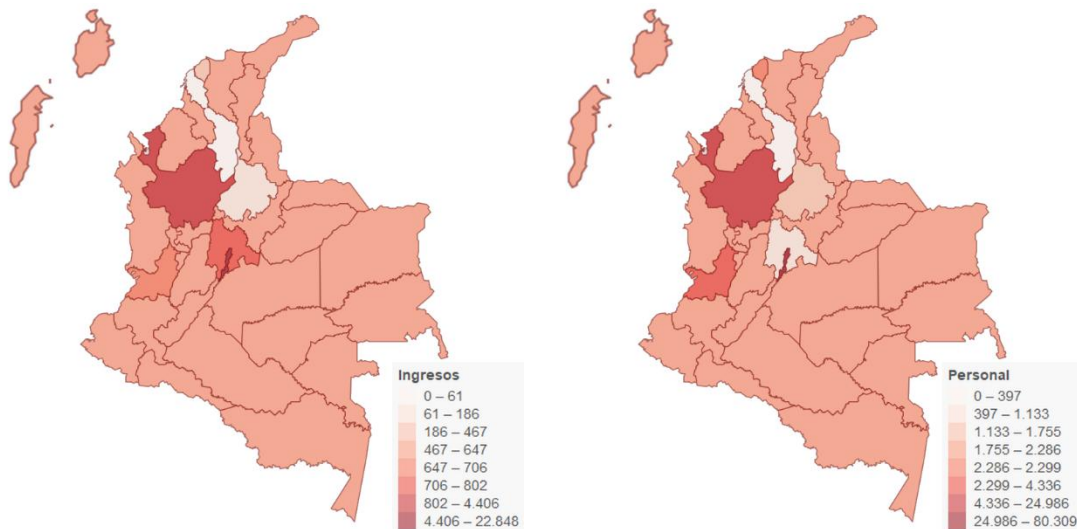 Ingresos
0 – 61
61 – 186
186 – 467
467 – 647
647 – 706
706 – 802
802 – 4.406
4.406 – 22.848
Personal
0 – 397
397 – 1.133
1.133 – 1.755
1.755 – 2.286
2.286 – 2.299
2.299 – 4.336
4.336 – 24.986
24.986 – 80.309